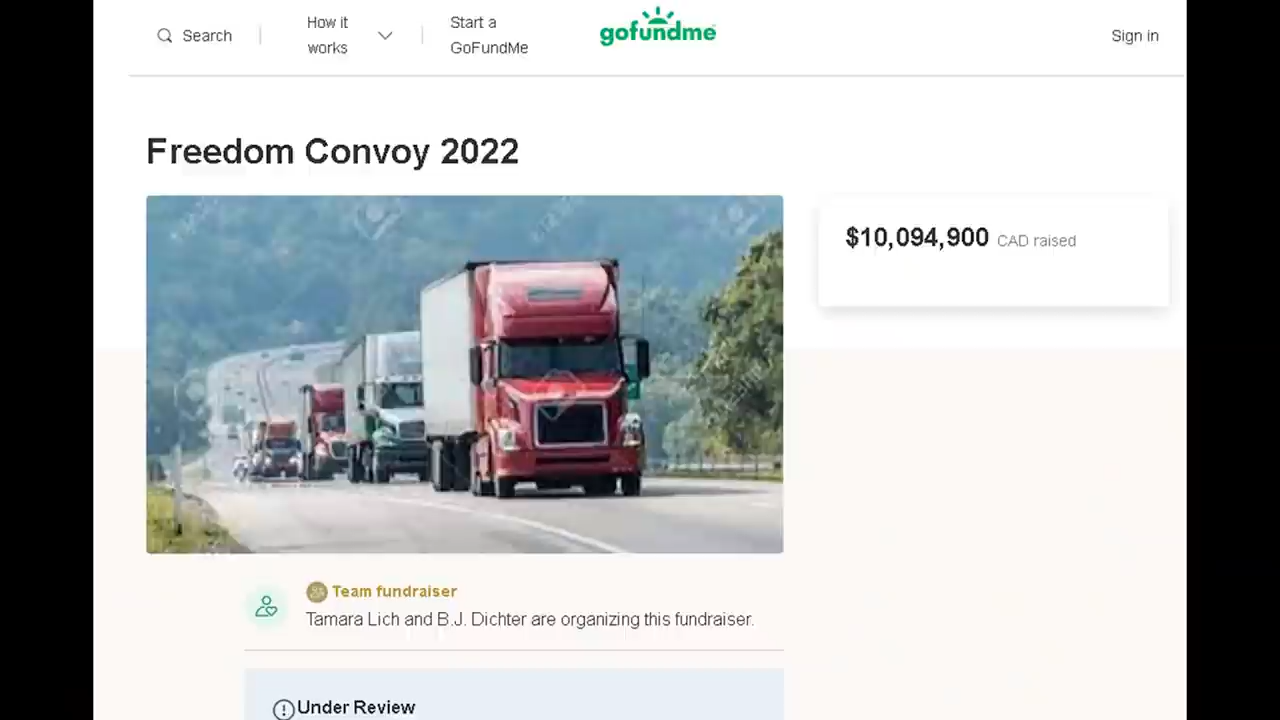 Search
How it
works
Start a
GoFundMe
gofundme
Sign in
Freedom Convoy 2022
$10,094,900 CAD raised
Team fundraiser
Tamara Lich and B.J. Dichter are organizing this fundraiser.
Under Review